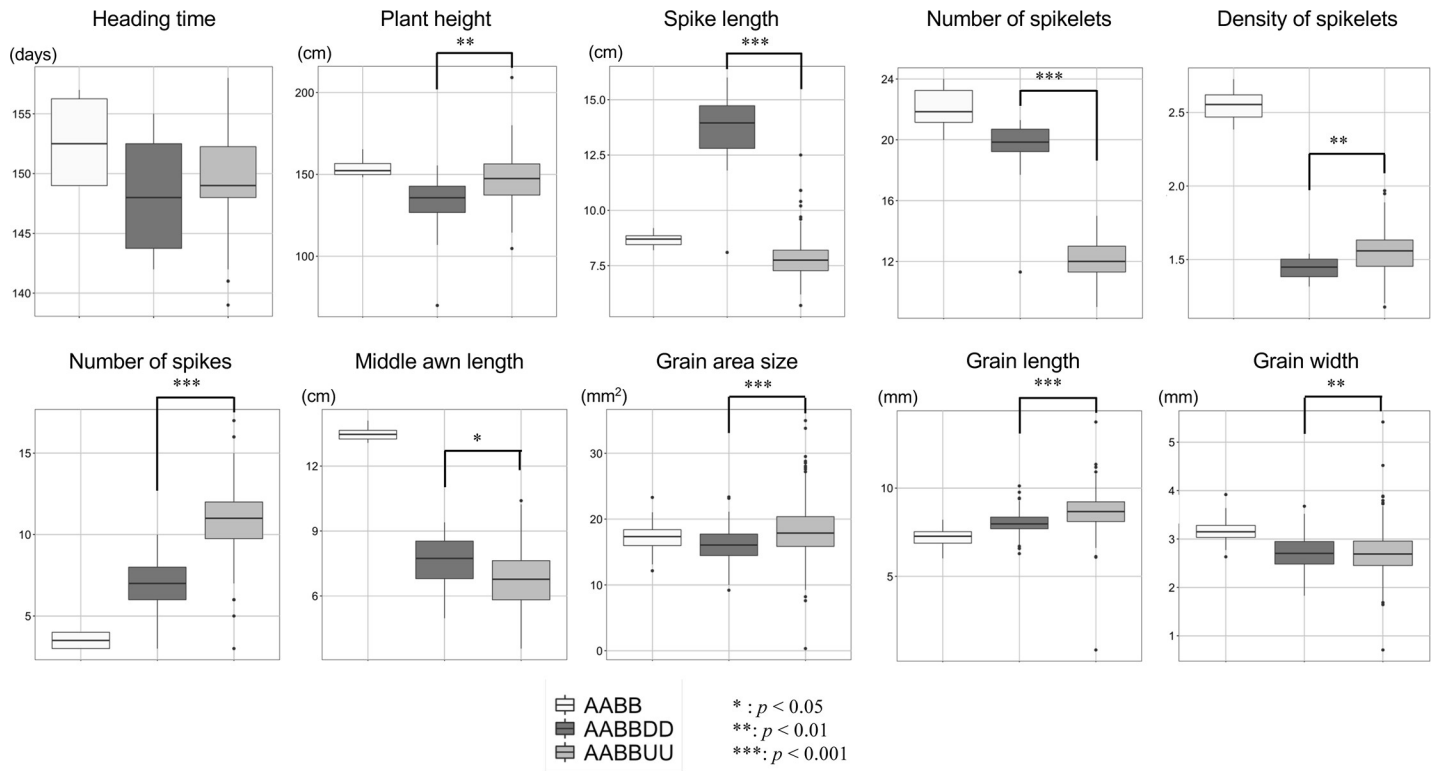 Heading time
(days)
155
150
145
140
Plant height
(cm)
**
200
150
100
Spike length
(cm)
***
15.0
12.5
10.0
7.5
Number of spikelets
***
24
20
16
12
Density of spikelets
**
2.5
2.0
1.5
Number of spikes
***
15
10
5
Middle awn length
(cm)
*
12
9
6
Grain area size
(mm²)
***
30
20
10
0
Grain length
(mm)
***
10
5
Grain width
(mm)
**
5
4
3
2
1
AABB
AABBDD
AABBUU
* : p < 0.05
**: p < 0.01
***: p < 0.001